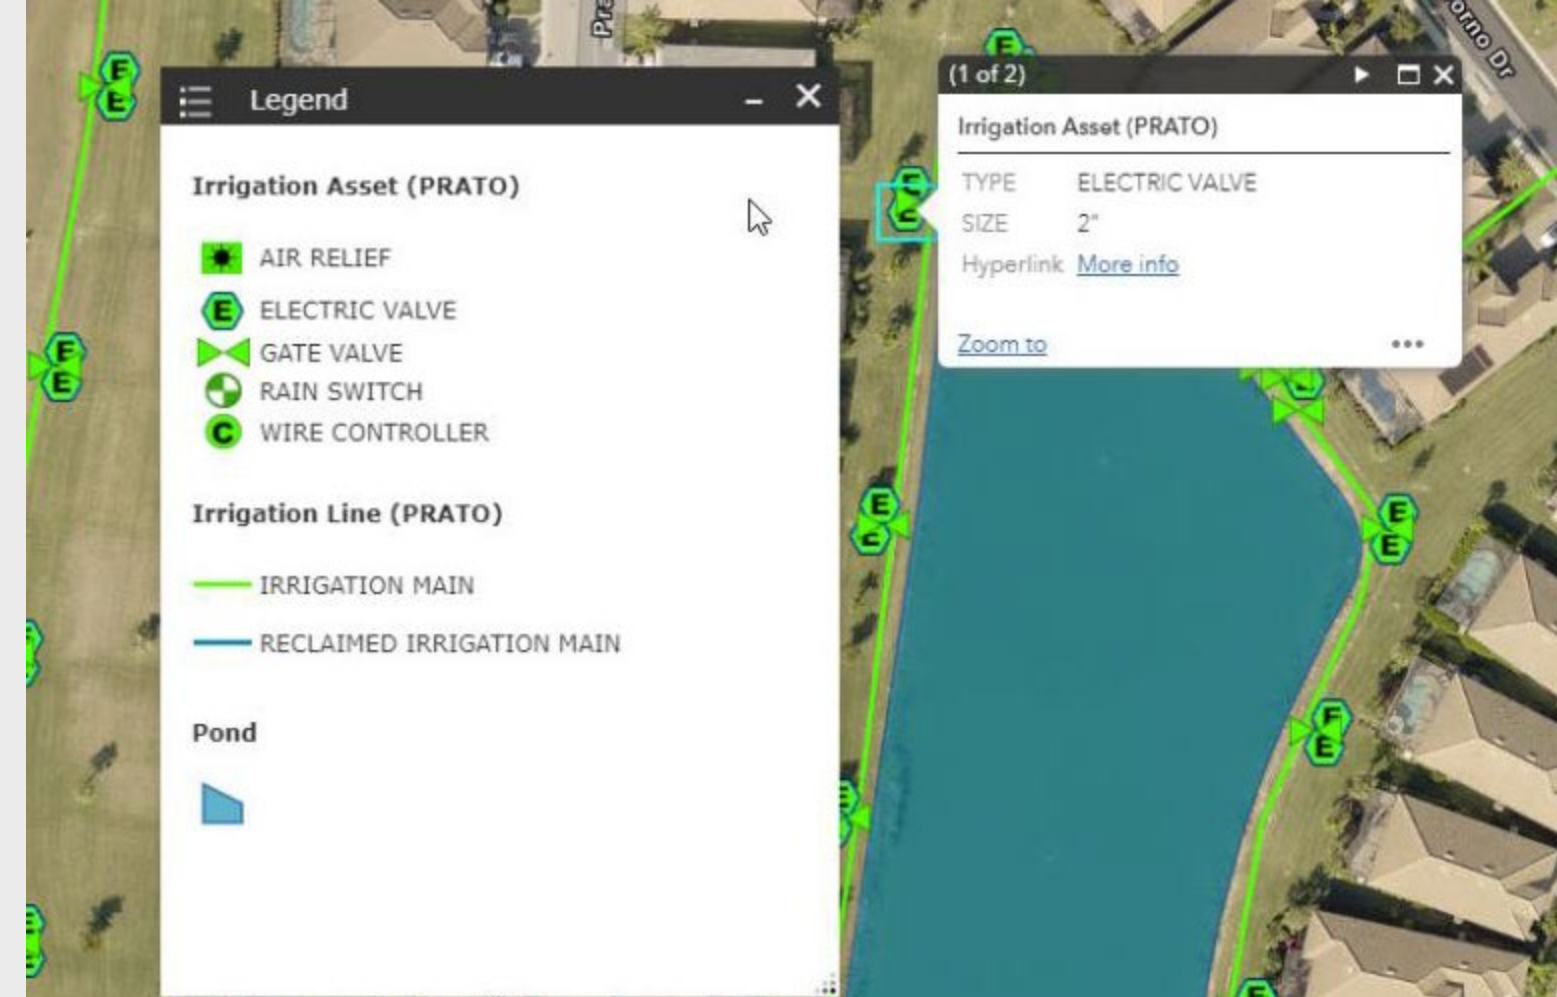 Legend
Irrigation Asset (PRATO)
AIR RELIEF
E ELECTRIC VALVE
GATE VALVE
RAIN SWITCH
C WIRE CONTROLLER
Irrigation Line (PRATO)
IRRIGATION MAIN
RECLAIMED IRRIGATION MAIN
Pond
(1 of 2)
Irrigation Asset (PRATO)
TYPE ELECTRIC VALVE
SIZE 2"
Hyperlink More info
Zoom to
E
E
E
E
E
E
E
E
E
E
E
E